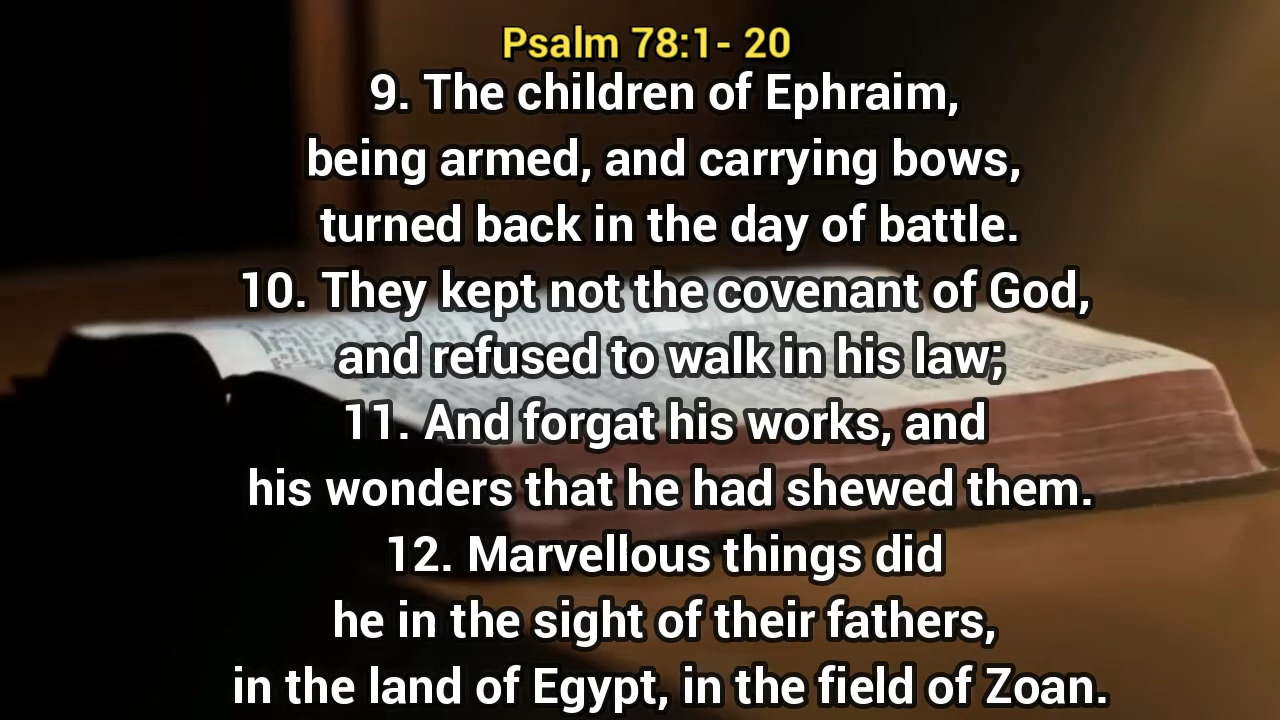 Psalm 78:1- 20
9. The children of Ephraim,
being armed, and carrying bows,
turned back in the day of battle.
10. They kept not the covenant of God,
and refused to walk in his law;
11. And forgat his works, and
his wonders that he had shewed them.
12. Marvellous things did
he in the sight of their fathers,
in the land of Egypt, in the field of Zoan.